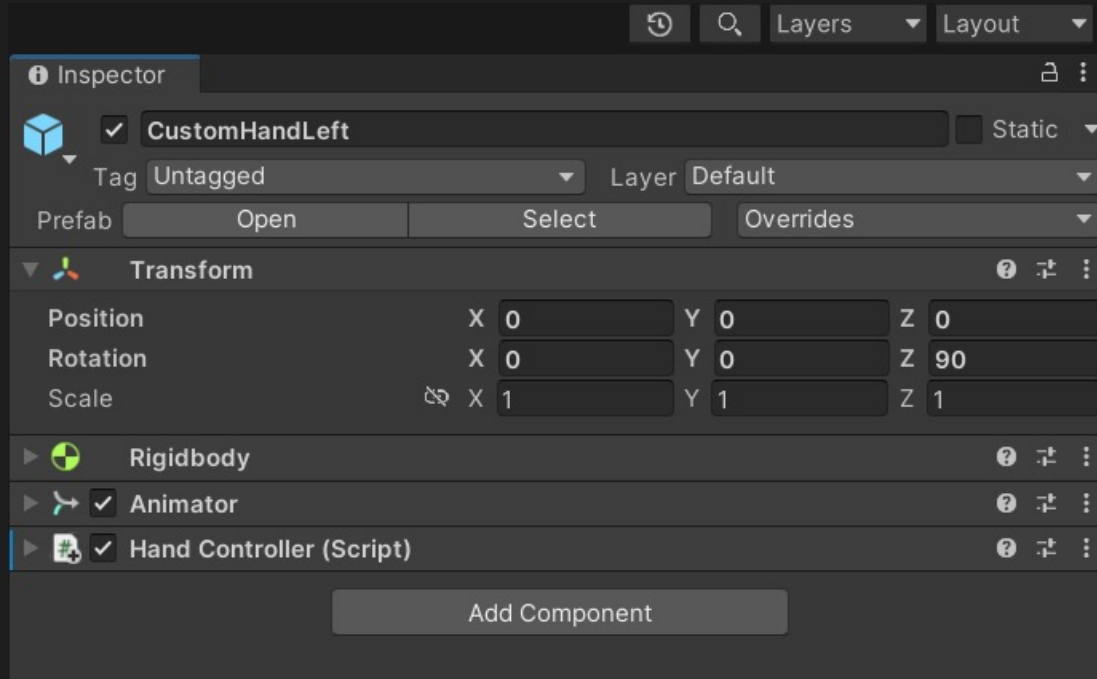 Layers Layout
Inspector
CustomHandLeft Static
Tag Untagged Layer Default
Prefab Open Select Overrides
Transform
Position X 0 Y 0 Z 0
Rotation X 0 Y 0 Z 90
Scale X 1 Y 1 Z 1
Rigidbody
Animator
# Hand Controller (Script)
Add Component